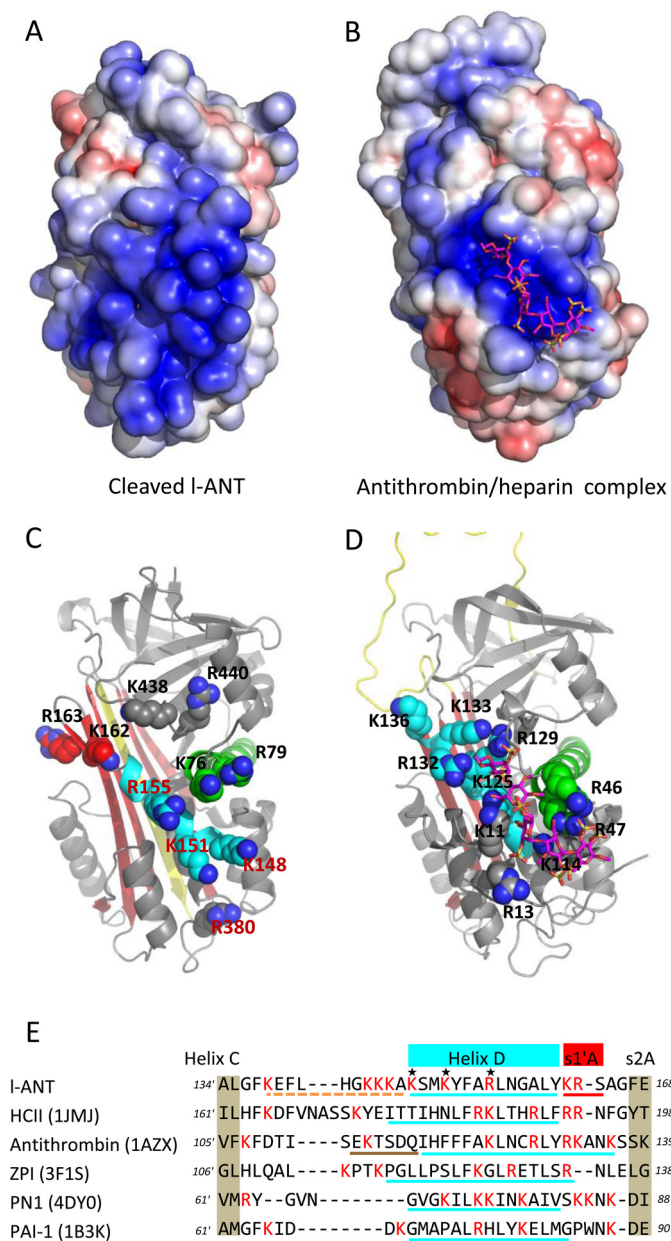 A
B
Cleaved l-ANT
Antithrombin/heparin complex
C
D
K438
R440
R163
K162
K76
R79
R155
K151
K148
R380
K136
K133
R129
R132
K125
R46
K11
R47
K114
R13
E
Helix C Helix D s1'A s2A
★ ★ ★
l-ANT 134' ALGFKEFL---HGKKKAKSMKYFARLNGALYKR-SAGFE 168
HCII (1JMJ) 161' ILHFKDFVNASSKYEITTIHNLFRKLTHRLFRR-NFGYT 198
Antithrombin (1AZX) 105' VFKFDTI----SEKTSDQIHFFFAKLNCRLYRKANKSSK 139
ZPI (3F1S) 106' GLHLQAL----KPTKPGLLPSLFKGLRETLSR--NLELG 138
PN1 (4DY0) 61' VMRY--GVN--------GVGKILKKINKAIVSKKNK-DI 88
PAI-1 (1B3K) 61' AMGFKID--------DKGMAPALRHLYKELMGPWNK-DE 90